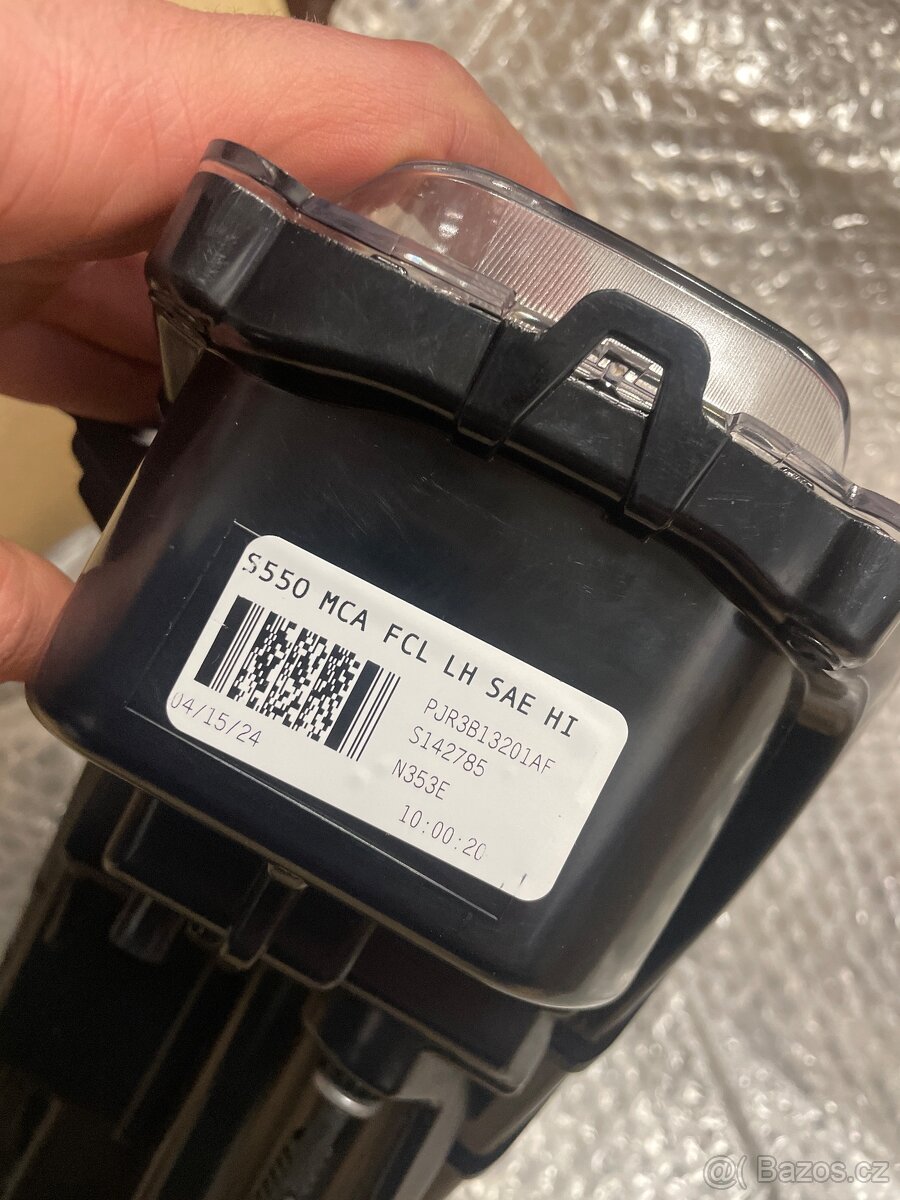 S550 MCA FCL LH SAE HI
PJR3B13201AF
S142785
04/15/24
N353E
10:00:20
@( Bazos.cz